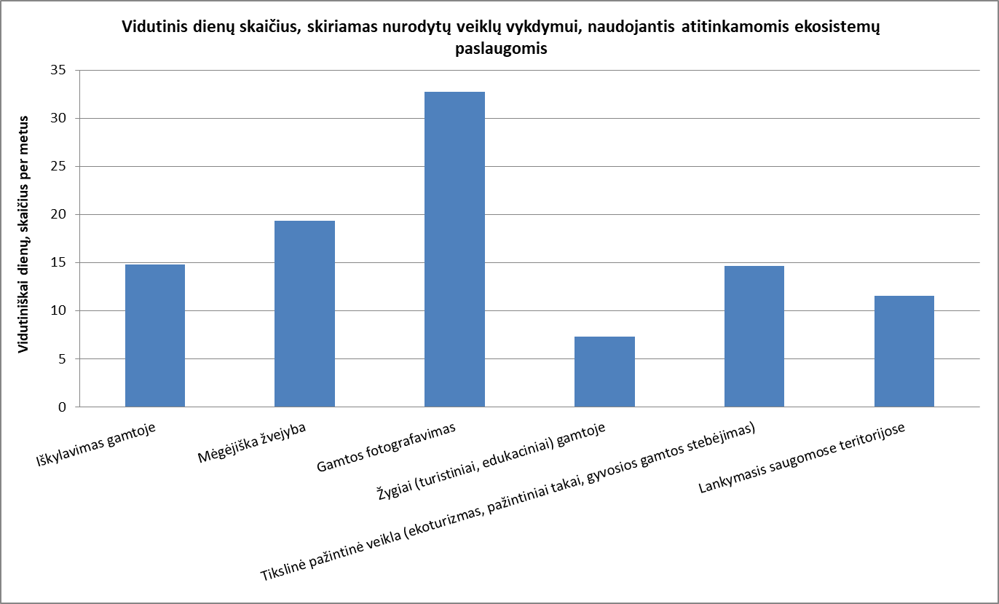 Vidutinis dienų skaičius, skiriamas nurodytų veiklų vykdymui, naudojantis atitinkamomis ekosistemų
paslaugomis
Vidutiniškai dienų, skaičius per metus
35
30
25
20
15
10
5
0
Iškylavimas gamtoje
Mėgėjiška žvejyba
Gamtos fotografavimas
Žygiai (turistiniai, edukaciniai) gamtoje
Tikslinė pažintinė veikla (ekoturizmas, pažintiniai takai, gyvosios gamtos stebėjimas)
Lankymasis saugomose teritorijose